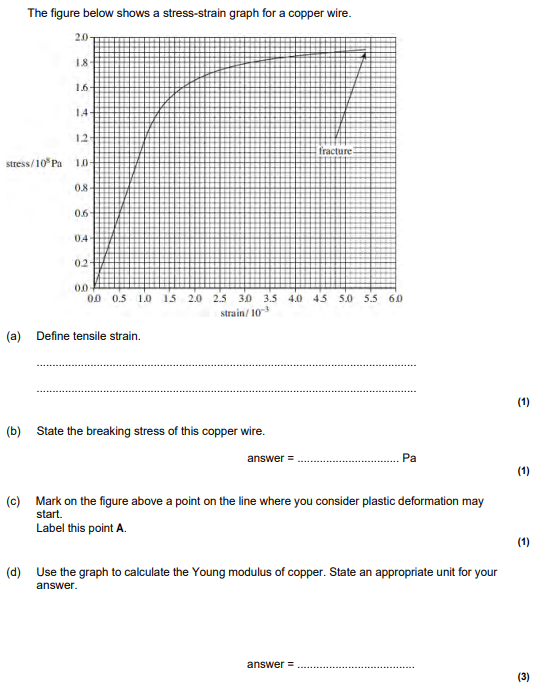 The figure below shows a stress-strain graph for a copper wire.
2.0
1.8
1.6
1.4
1.2
fracture
stress/10⁸ Pa 1.0
0.8
0.6
0.4
0.2
0.0
0.0 0.5 1.0 1.5 2.0 2.5 3.0 3.5 4.0 4.5 5.0 5.5 6.0
strain/10⁻³
(a) Define tensile strain.
(1)
(b) State the breaking stress of this copper wire.
answer = .............................. Pa
(1)
(c) Mark on the figure above a point on the line where you consider plastic deformation may
start.
Label this point A.
(1)
(d) Use the graph to calculate the Young modulus of copper. State an appropriate unit for your
answer.
answer = ...................................
(3)